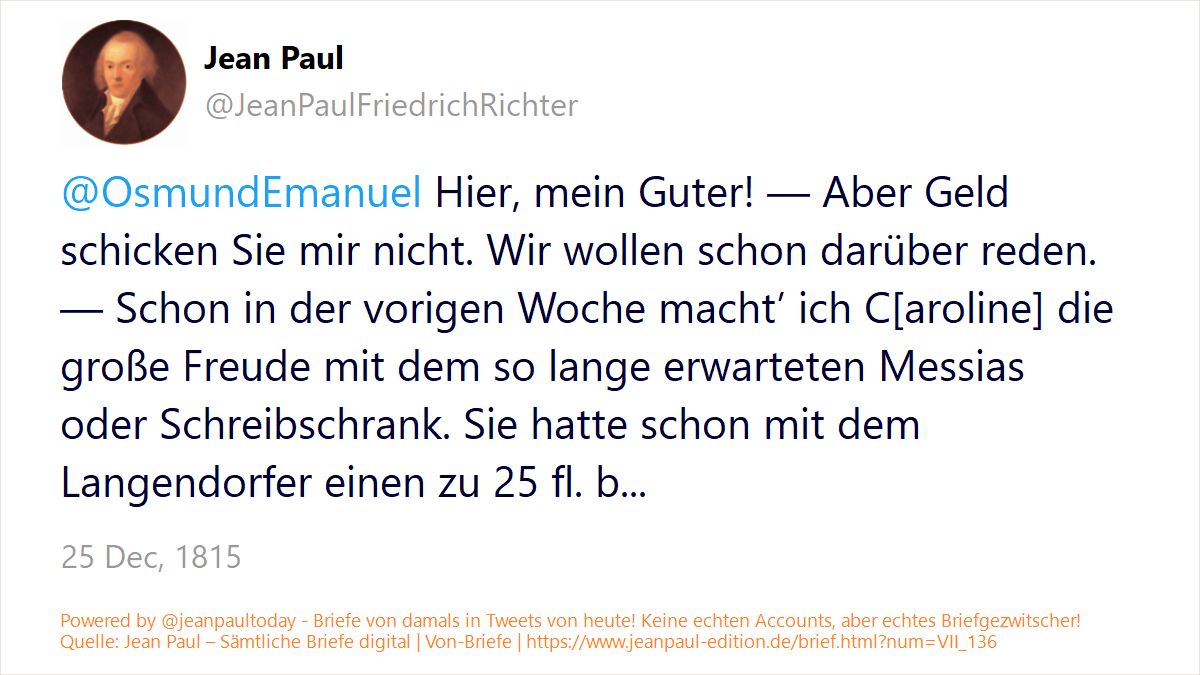 Jean Paul
@JeanPaulFriedrichRichter
@OsmundEmanuel Hier, mein Guter! — Aber Geld
schicken Sie mir nicht. Wir wollen schon darüber reden.
— Schon in der vorigen Woche macht’ ich C[aroline] die
große Freude mit dem so lange erwarteten Messias
oder Schreibschrank. Sie hatte schon mit dem
Langendorfer einen zu 25 fl. b...
25 Dec, 1815
Powered by @jeanpaultoday - Briefe von damals in Tweets von heute! Keine echten Accounts, aber echtes Briefgezwitscher!
Quelle: Jean Paul – Sämtliche Briefe digital | Von-Briefe | https://www.jeanpaul-edition.de/brief.html?num=VII_136